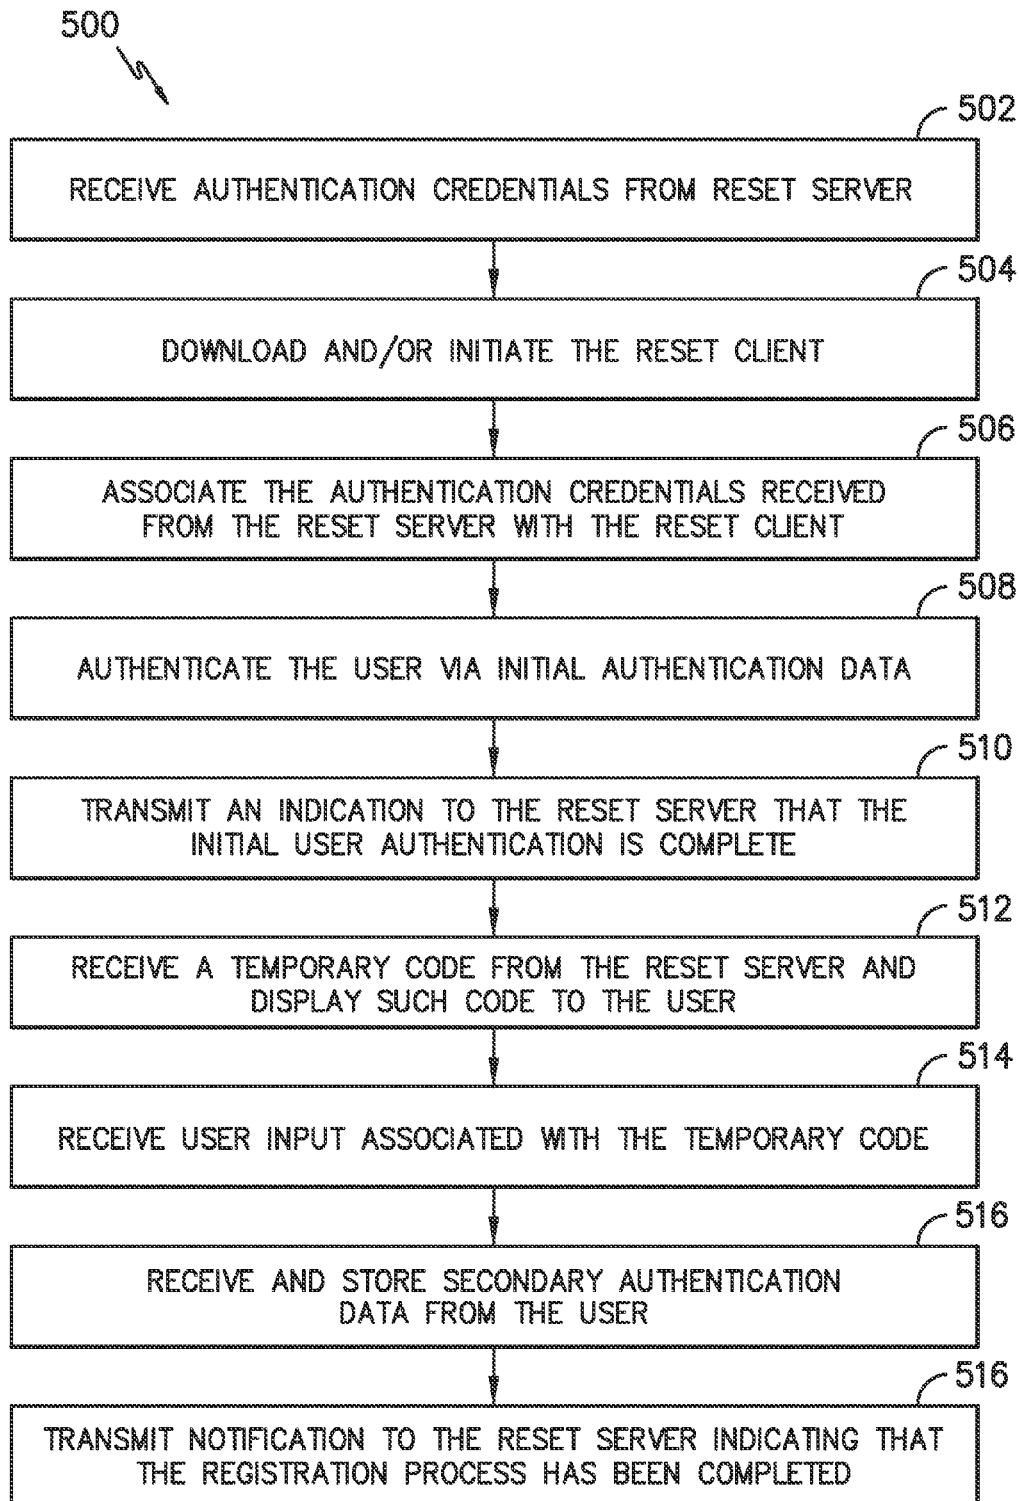 500
502
RECEIVE AUTHENTICATION CREDENTIALS FROM RESET SERVER
504
DOWNLOAD AND/OR INITIATE THE RESET CLIENT
506
ASSOCIATE THE AUTHENTICATION CREDENTIALS RECEIVED
FROM THE RESET SERVER WITH THE RESET CLIENT
508
AUTHENTICATE THE USER VIA INITIAL AUTHENTICATION DATA
510
TRANSMIT AN INDICATION TO THE RESET SERVER THAT THE
INITIAL USER AUTHENTICATION IS COMPLETE
512
RECEIVE A TEMPORARY CODE FROM THE RESET SERVER AND
DISPLAY SUCH CODE TO THE USER
514
RECEIVE USER INPUT ASSOCIATED WITH THE TEMPORARY CODE
516
RECEIVE AND STORE SECONDARY AUTHENTICATION
DATA FROM THE USER
516
TRANSMIT NOTIFICATION TO THE RESET SERVER INDICATING THAT
THE REGISTRATION PROCESS HAS BEEN COMPLETED